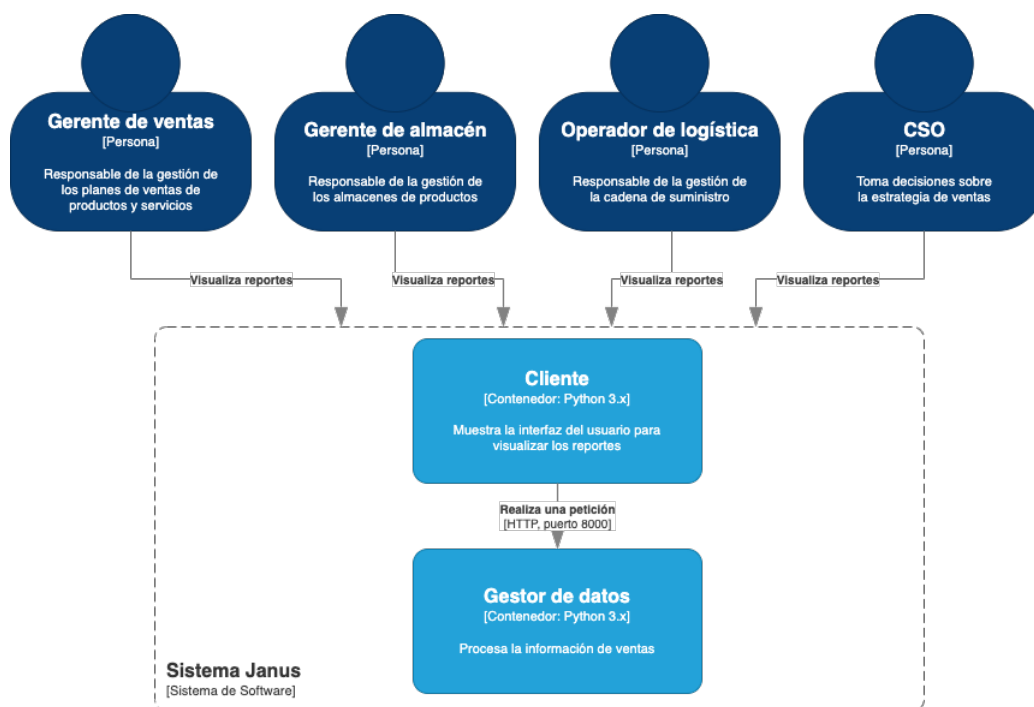 Gerente de ventas
[Persona]
Responsable de la gestión de
los planes de ventas de
productos y servicios
Gerente de almacén
[Persona]
Responsable de la gestión de
los almacenes de productos
Operador de logística
[Persona]
Responsable de la gestión de
la cadena de suministro
CSO
[Persona]
Toma decisiones sobre
la estrategia de ventas
Visualiza reportes
Visualiza reportes
Visualiza reportes
Visualiza reportes
Cliente
[Contenedor: Python 3.x]
Muestra la interfaz del usuario para
visualizar los reportes
Realiza una petición
[HTTP, puerto 8000]
Gestor de datos
[Contenedor: Python 3.x]
Procesa la información de ventas
Sistema Janus
[Sistema de Software]